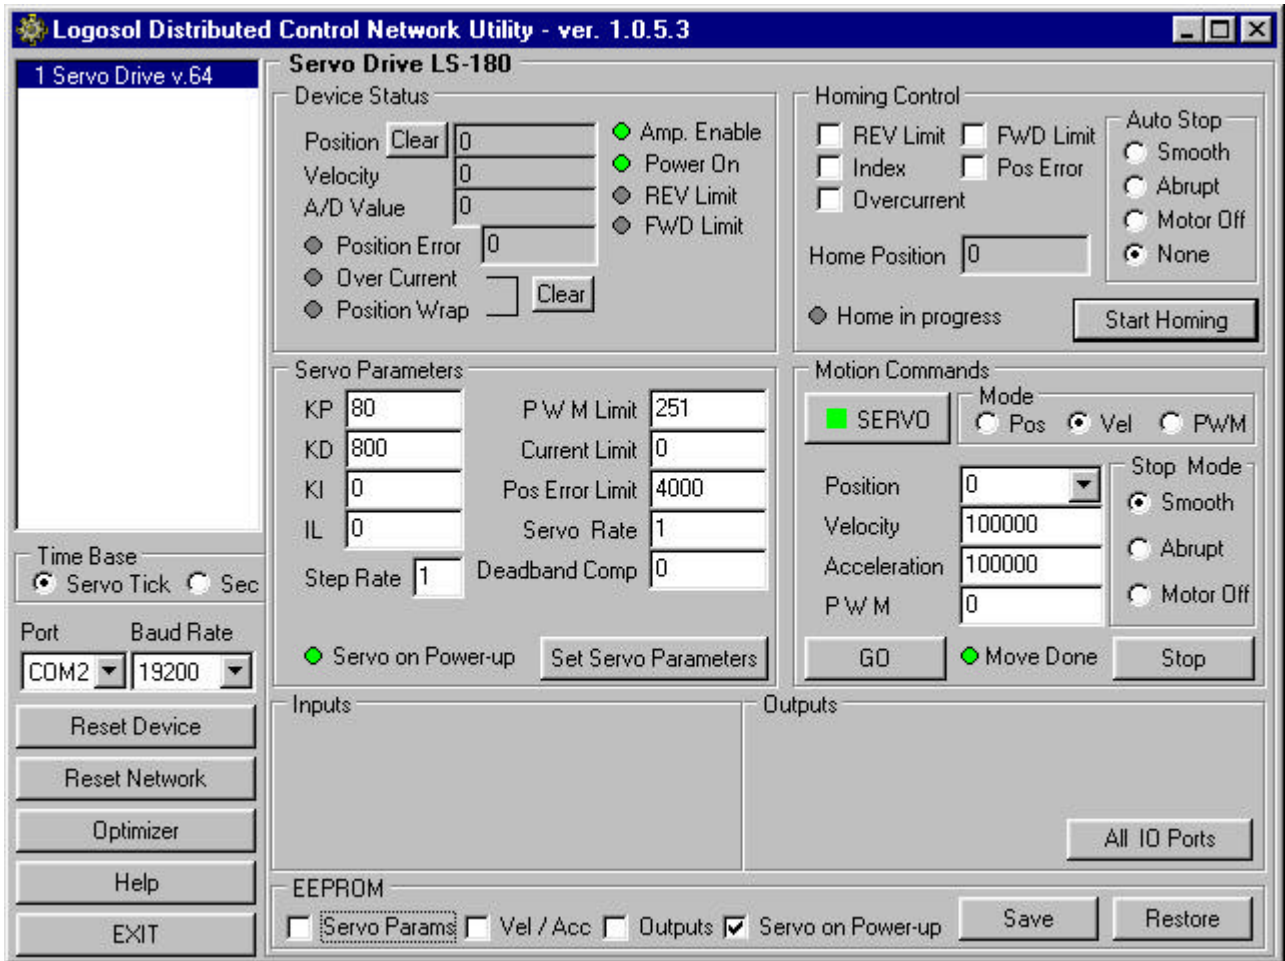 Logosol Distributed Control Network Utility - ver. 1.0.5.3
1 Servo Drive v.64
Time Base
Servo Tick Sec
Port Baud Rate
COM2 19200
Reset Device
Reset Network
Optimizer
Help
EXIT
Servo Drive LS-180
Device Status
Position Clear 0
Velocity 0
A/D Value 0
Position Error 0
Over Current
Position Wrap
Clear
Amp. Enable
Power On
REV Limit
FWD Limit
Homing Control
REV Limit FWD Limit
Index Pos Error
Overcurrent
Home Position 0
Home in progress
Auto Stop
Smooth
Abrupt
Motor Off
None
Start Homing
Servo Parameters
KP 80
KD 800
KI 0
IL 0
Step Rate 1
P W M Limit 251
Current Limit 0
Pos Error Limit 4000
Servo Rate 1
Deadband Comp 0
Servo on Power-up
Set Servo Parameters
Motion Commands
SERVO
Mode
Pos Vel PWM
Position 0
Velocity 100000
Acceleration 100000
P W M 0
Stop Mode
Smooth
Abrupt
Motor Off
GO Move Done Stop
Inputs
Outputs
All IO Ports
EEPROM
Servo Params Vel / Acc Outputs Servo on Power-up Save Restore